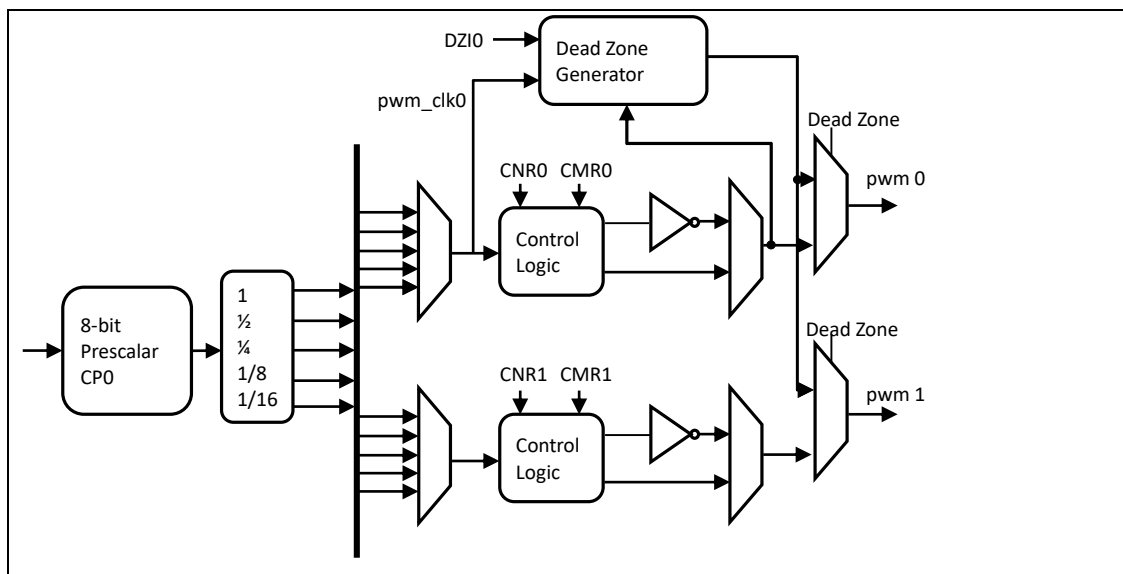 DZI0
Dead Zone
Generator
pwm_clk0
Dead Zone
CNR0
CMR0
pwm 0
Control
Logic
1
½
¼
1/8
1/16
8-bit
Prescalar
CP0
Dead Zone
CNR1
CMR1
pwm 1
Control
Logic